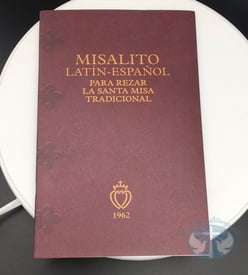 MISALITO
LATÍN-ESPAÑOL
PARA REZAR
LA SANTA MISA
TRADICIONAL
1962